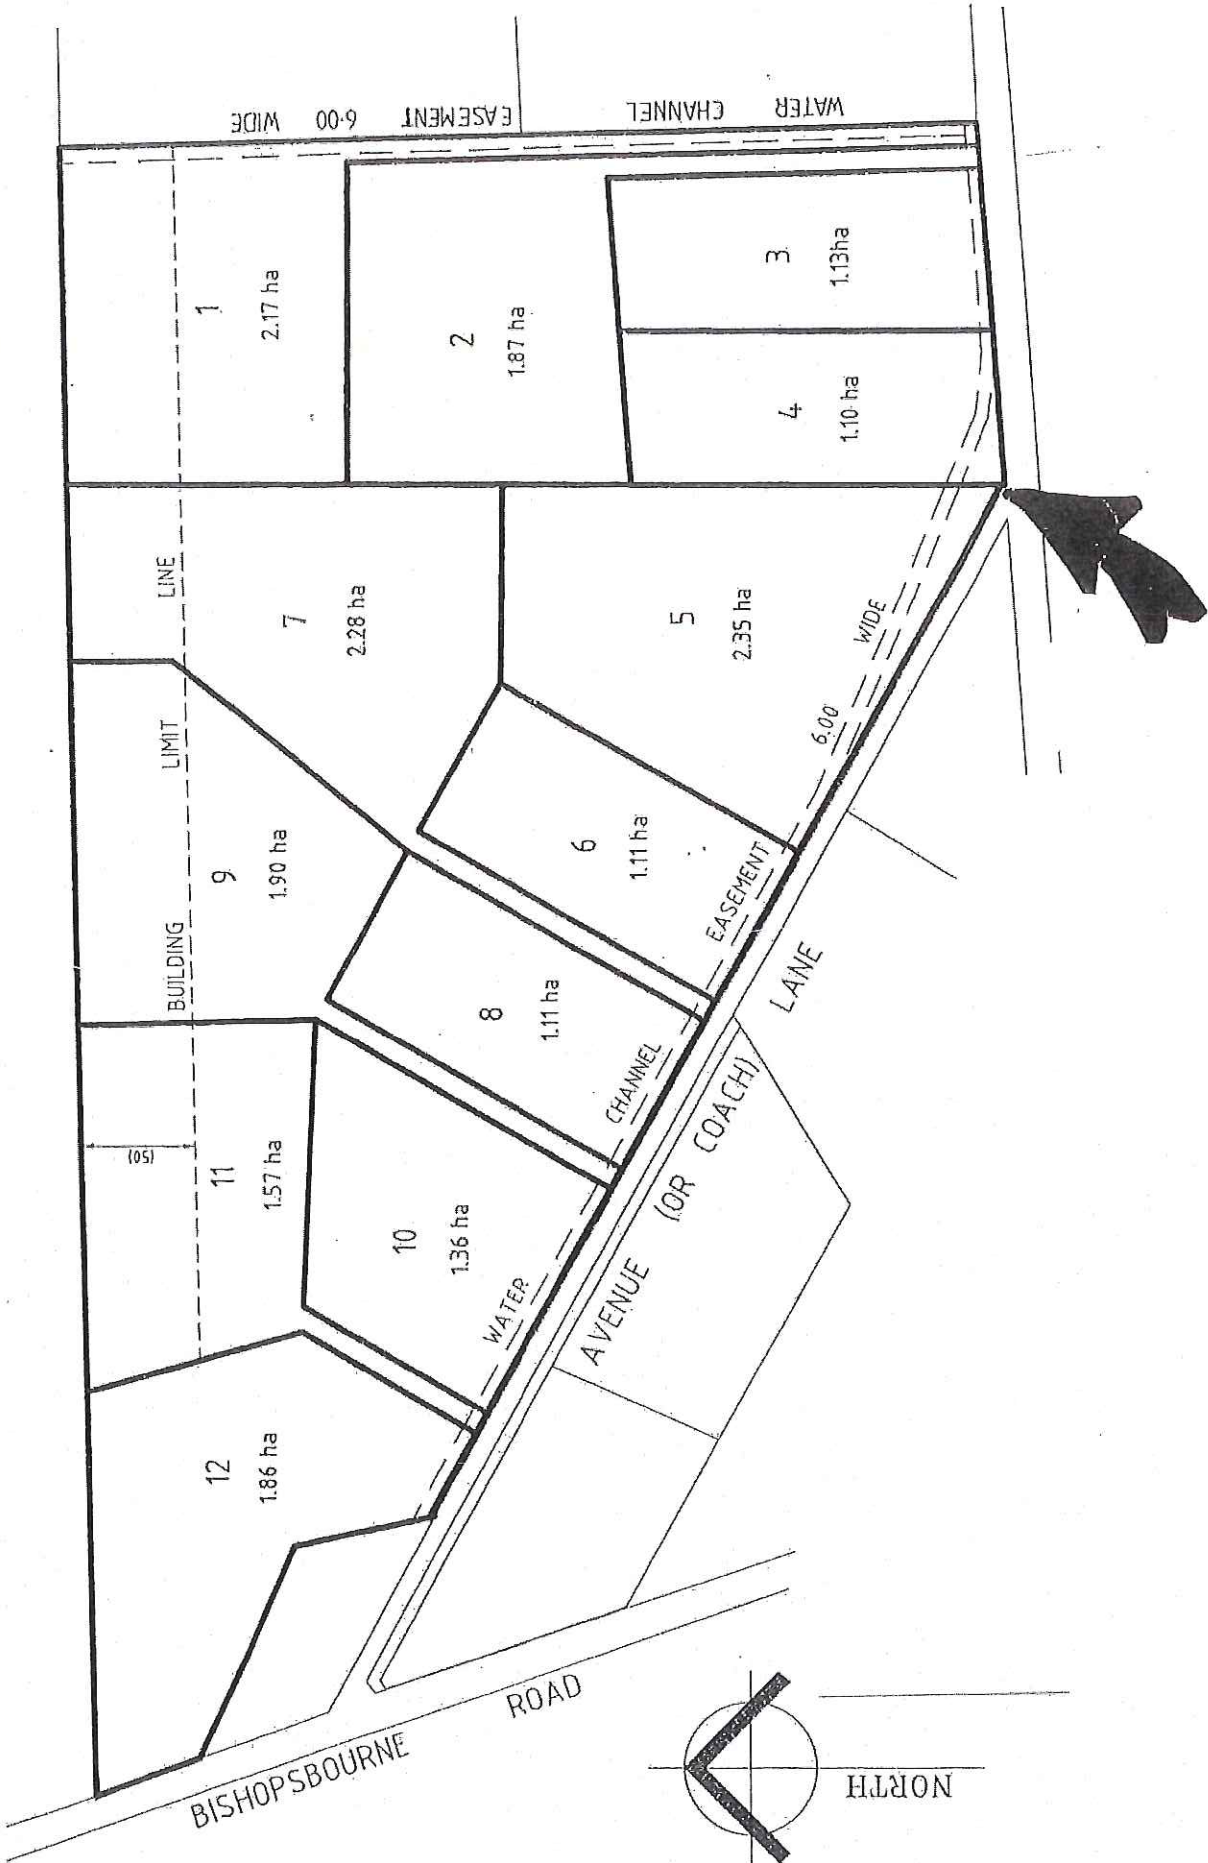 WATER CHANNEL EASEMENT 6·00 WIDE
1
2.17 ha
2
1.87 ha
3
1.13ha
4
1.10 ha
5
2.35 ha
6
1.11 ha
7
2.28 ha
8
1.11 ha
9
1.90 ha
10
1.36 ha
11
1.57 ha
12
1.86 ha
BUILDING LIMIT LINE
(50)
WATER CHANNEL EASEMENT 6.00 WIDE
AVENUE (OR COACH) LANE
BISHOPSBOURNE ROAD
NORTH